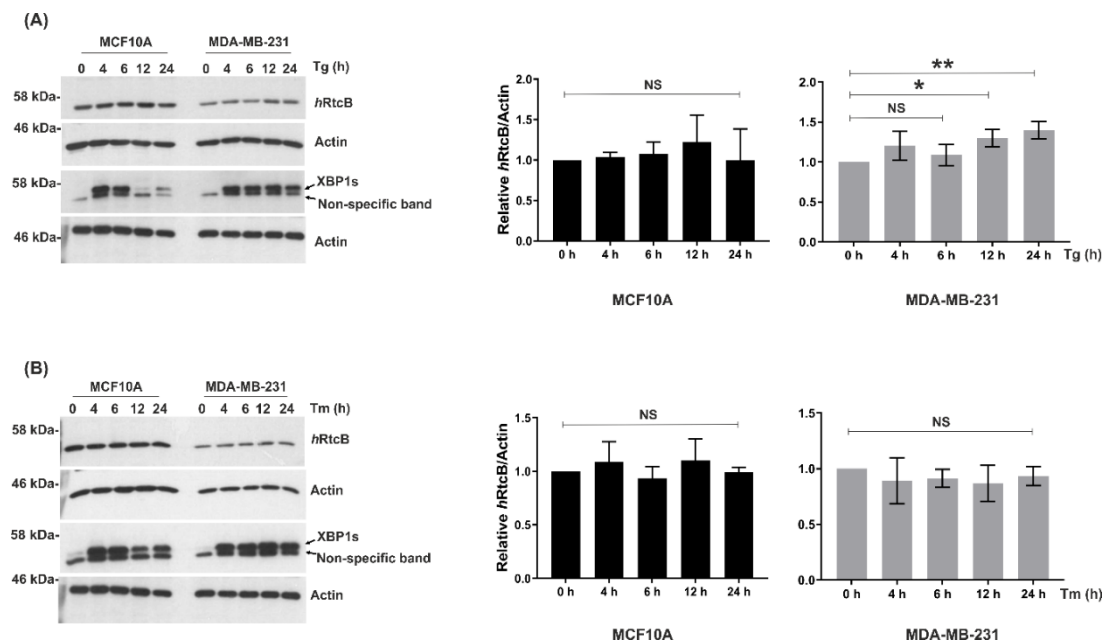 (A)
MCF10A MDA-MB-231
0 4 6 12 24 0 4 6 12 24 Tg (h)
58 kDa-
hRtcB
46 kDa-
Actin
58 kDa-
XBP1s
Non-specific band
46 kDa-
Actin
Relative hRtcB/Actin
2.0
1.5
1.0
0.5
0.0
NS
0 h 4 h 6 h 12 h 24 h
MCF10A
2.0
1.5
1.0
0.5
0.0
**
*
NS
0 h 4 h 6 h 12 h 24 h Tg (h)
MDA-MB-231
(B)
MCF10A MDA-MB-231
0 4 6 12 24 0 4 6 12 24 Tm (h)
58 kDa-
hRtcB
46 kDa-
Actin
58 kDa-
XBP1s
Non-specific band
46 kDa-
Actin
Relative hRtcB/Actin
1.5
1.0
0.5
0.0
NS
0 h 4 h 6 h 12 h 24 h
MCF10A
1.5
1.0
0.5
0.0
NS
0 h 4 h 6 h 12 h 24 h Tm (h)
MDA-MB-231